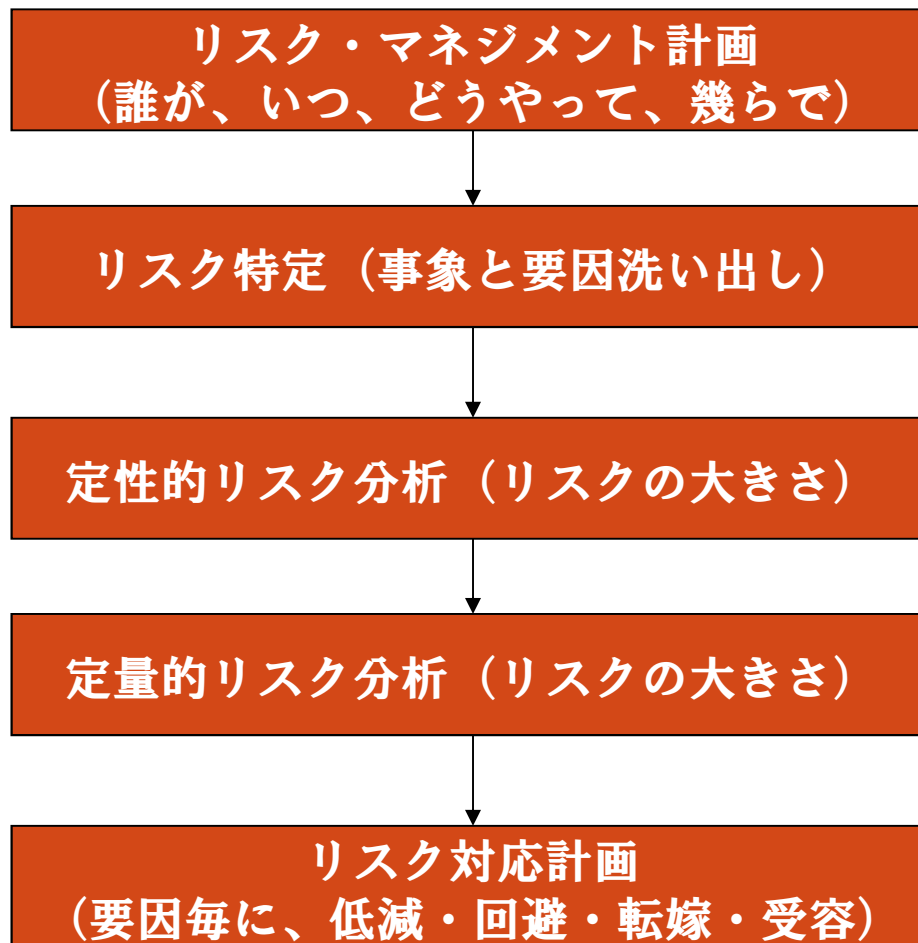 リスク・マネジメント計画
（誰が、いつ、どうやって、幾らで）
リスク特定（事象と要因洗い出し）
定性的リスク分析（リスクの大きさ）
定量的リスク分析（リスクの大きさ）
リスク対応計画
（要因毎に、低減・回避・転嫁・受容）